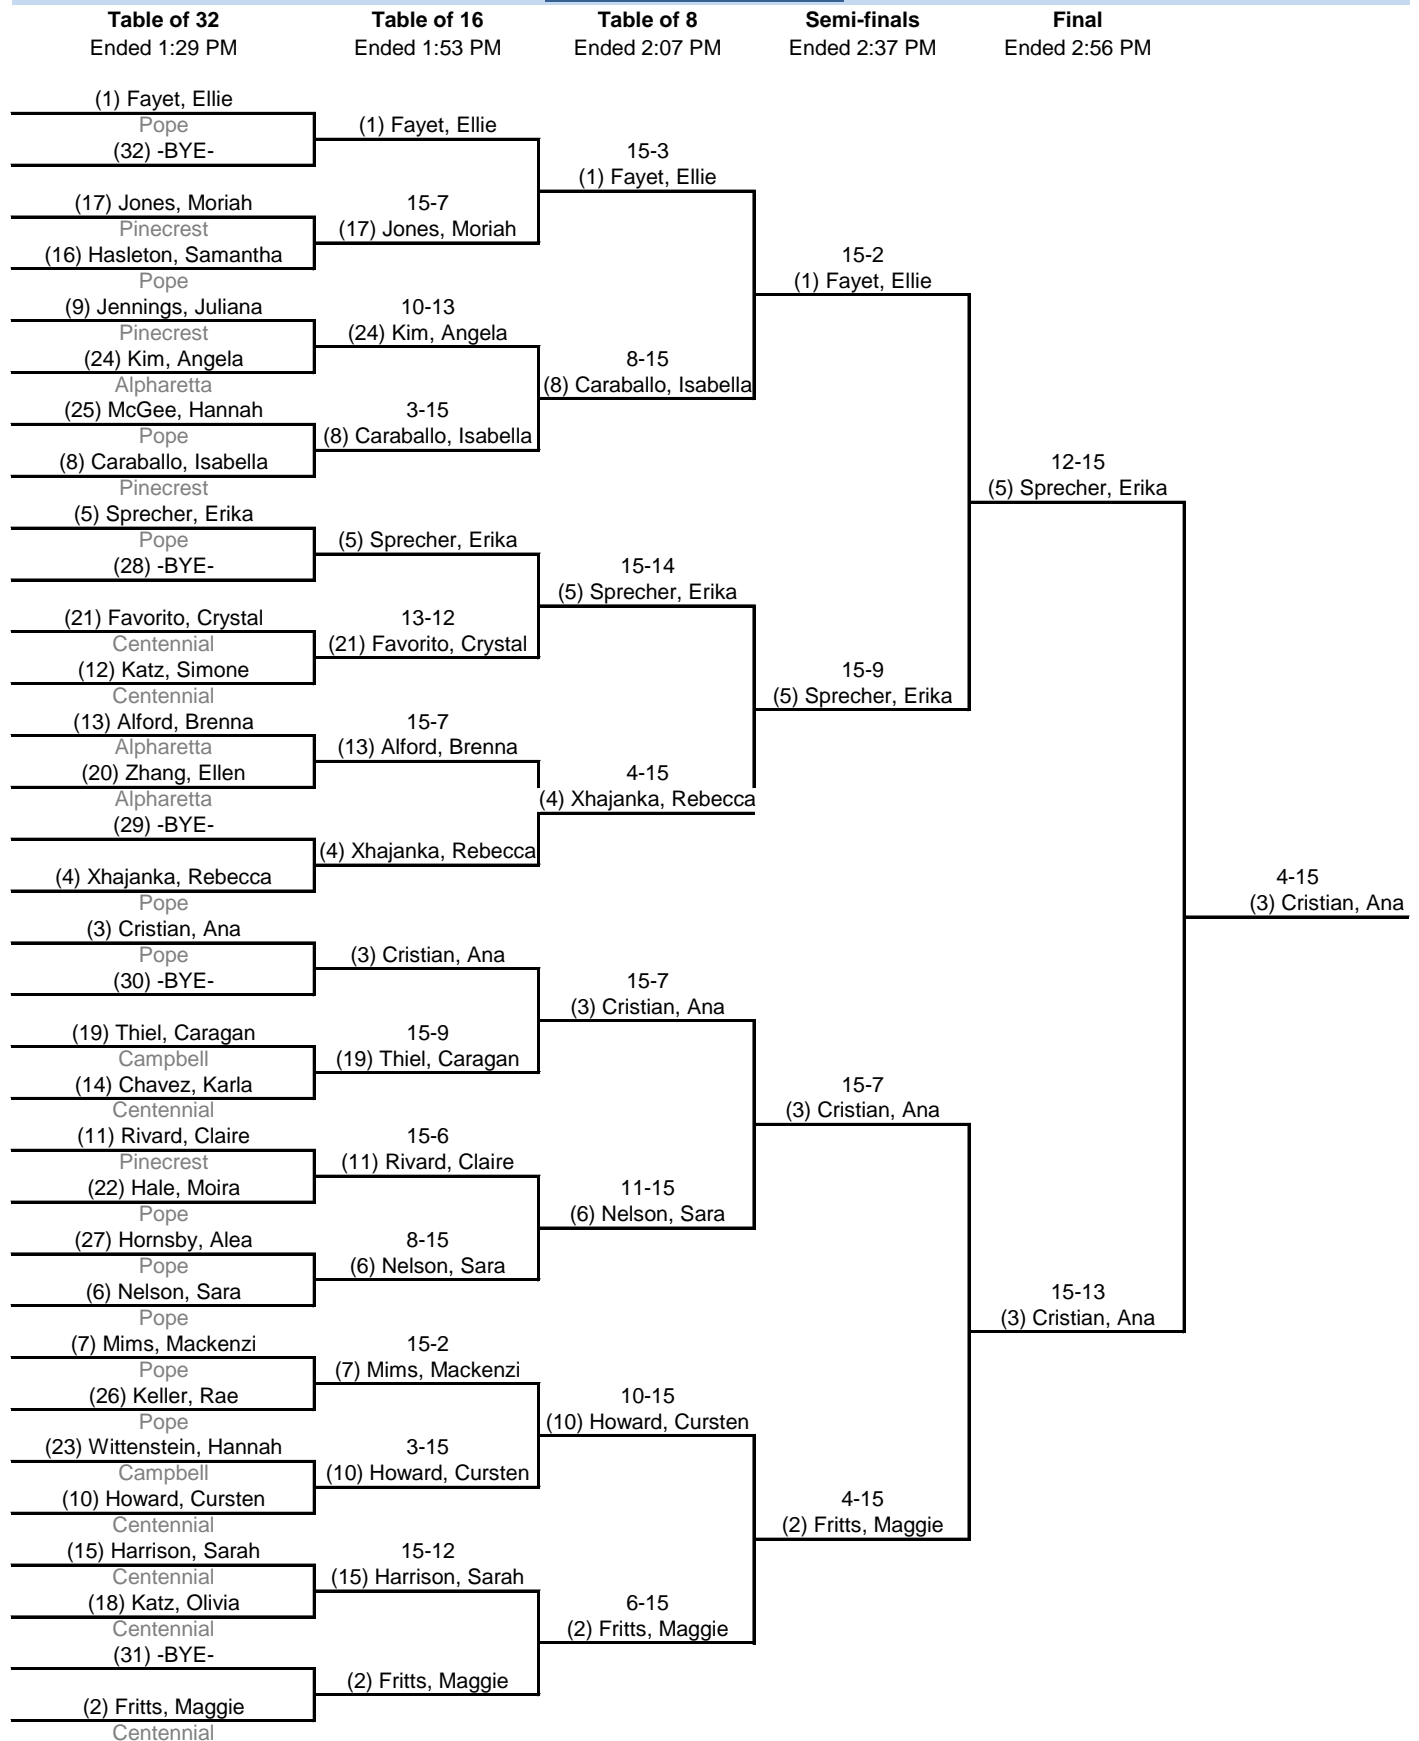 Table of 32
Ended 1:29 PM
Table of 16
Ended 1:53 PM
Table of 8
Ended 2:07 PM
Semi-finals
Ended 2:37 PM
Final
Ended 2:56 PM
(1) Fayet, Ellie
Pope
(32) -BYE-
(17) Jones, Moriah
Pinecrest
(16) Hasleton, Samantha
Pope
(9) Jennings, Juliana
Pinecrest
(24) Kim, Angela
Alpharetta
(25) McGee, Hannah
Pope
(8) Caraballo, Isabella
Pinecrest
(5) Sprecher, Erika
Pope
(28) -BYE-
(21) Favorito, Crystal
Centennial
(12) Katz, Simone
Centennial
(13) Alford, Brenna
Alpharetta
(20) Zhang, Ellen
Alpharetta
(29) -BYE-
(4) Xhajanka, Rebecca
Pope
(3) Cristian, Ana
Pope
(30) -BYE-
(19) Thiel, Caragan
Campbell
(14) Chavez, Karla
Centennial
(11) Rivard, Claire
Pinecrest
(22) Hale, Moira
Pope
(27) Hornsby, Alea
Pope
(6) Nelson, Sara
Pope
(7) Mims, Mackenzi
Pope
(26) Keller, Rae
Pope
(23) Wittenstein, Hannah
Campbell
(10) Howard, Cursten
Centennial
(15) Harrison, Sarah
Centennial
(18) Katz, Olivia
Centennial
(31) -BYE-
(2) Fritts, Maggie
Centennial
(1) Fayet, Ellie
15-7
(17) Jones, Moriah
10-13
(24) Kim, Angela
3-15
(8) Caraballo, Isabella
(5) Sprecher, Erika
13-12
(21) Favorito, Crystal
15-7
(13) Alford, Brenna
(4) Xhajanka, Rebecca
(3) Cristian, Ana
15-9
(19) Thiel, Caragan
15-6
(11) Rivard, Claire
8-15
(6) Nelson, Sara
15-2
(7) Mims, Mackenzi
3-15
(10) Howard, Cursten
15-12
(15) Harrison, Sarah
(2) Fritts, Maggie
15-3
(1) Fayet, Ellie
8-15
(8) Caraballo, Isabella
15-14
(5) Sprecher, Erika
4-15
(4) Xhajanka, Rebecca
15-7
(3) Cristian, Ana
11-15
(6) Nelson, Sara
10-15
(10) Howard, Cursten
6-15
(2) Fritts, Maggie
15-2
(1) Fayet, Ellie
15-9
(5) Sprecher, Erika
15-7
(3) Cristian, Ana
4-15
(2) Fritts, Maggie
12-15
(5) Sprecher, Erika
15-13
(3) Cristian, Ana
4-15
(3) Cristian, Ana